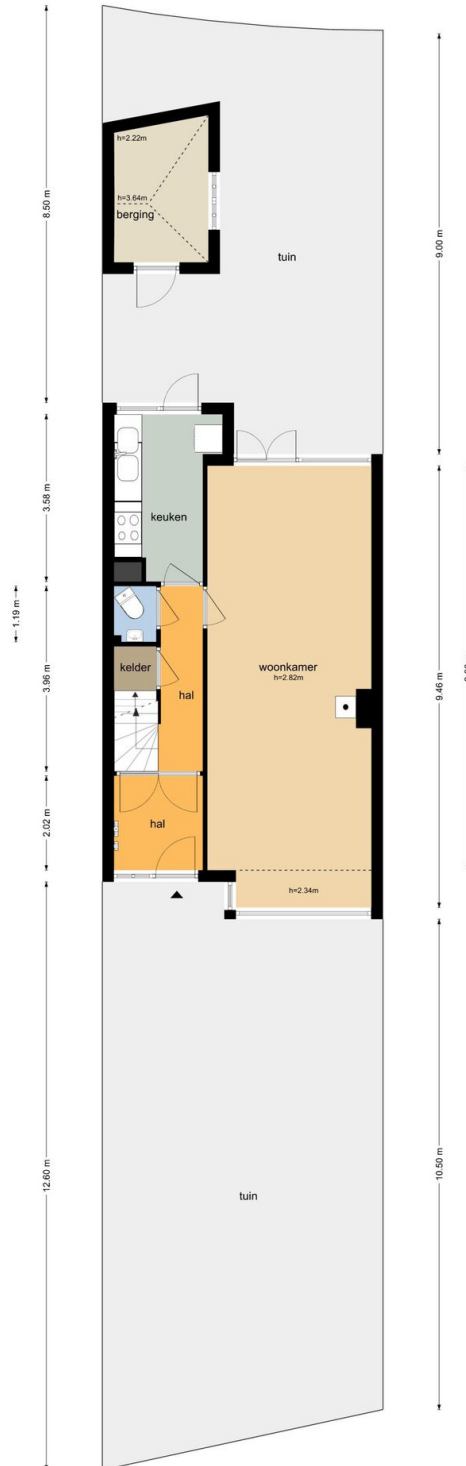 h=2.22m
h=3.64m
berging
tuin
8.50 m
9.00 m
keuken
3.58 m
1.19 m
kelder
hal
woonkamer
h=2.82m
3.96 m
9.46 m
hal
2.02 m
h=2.34m
12.60 m
10.50 m
tuin